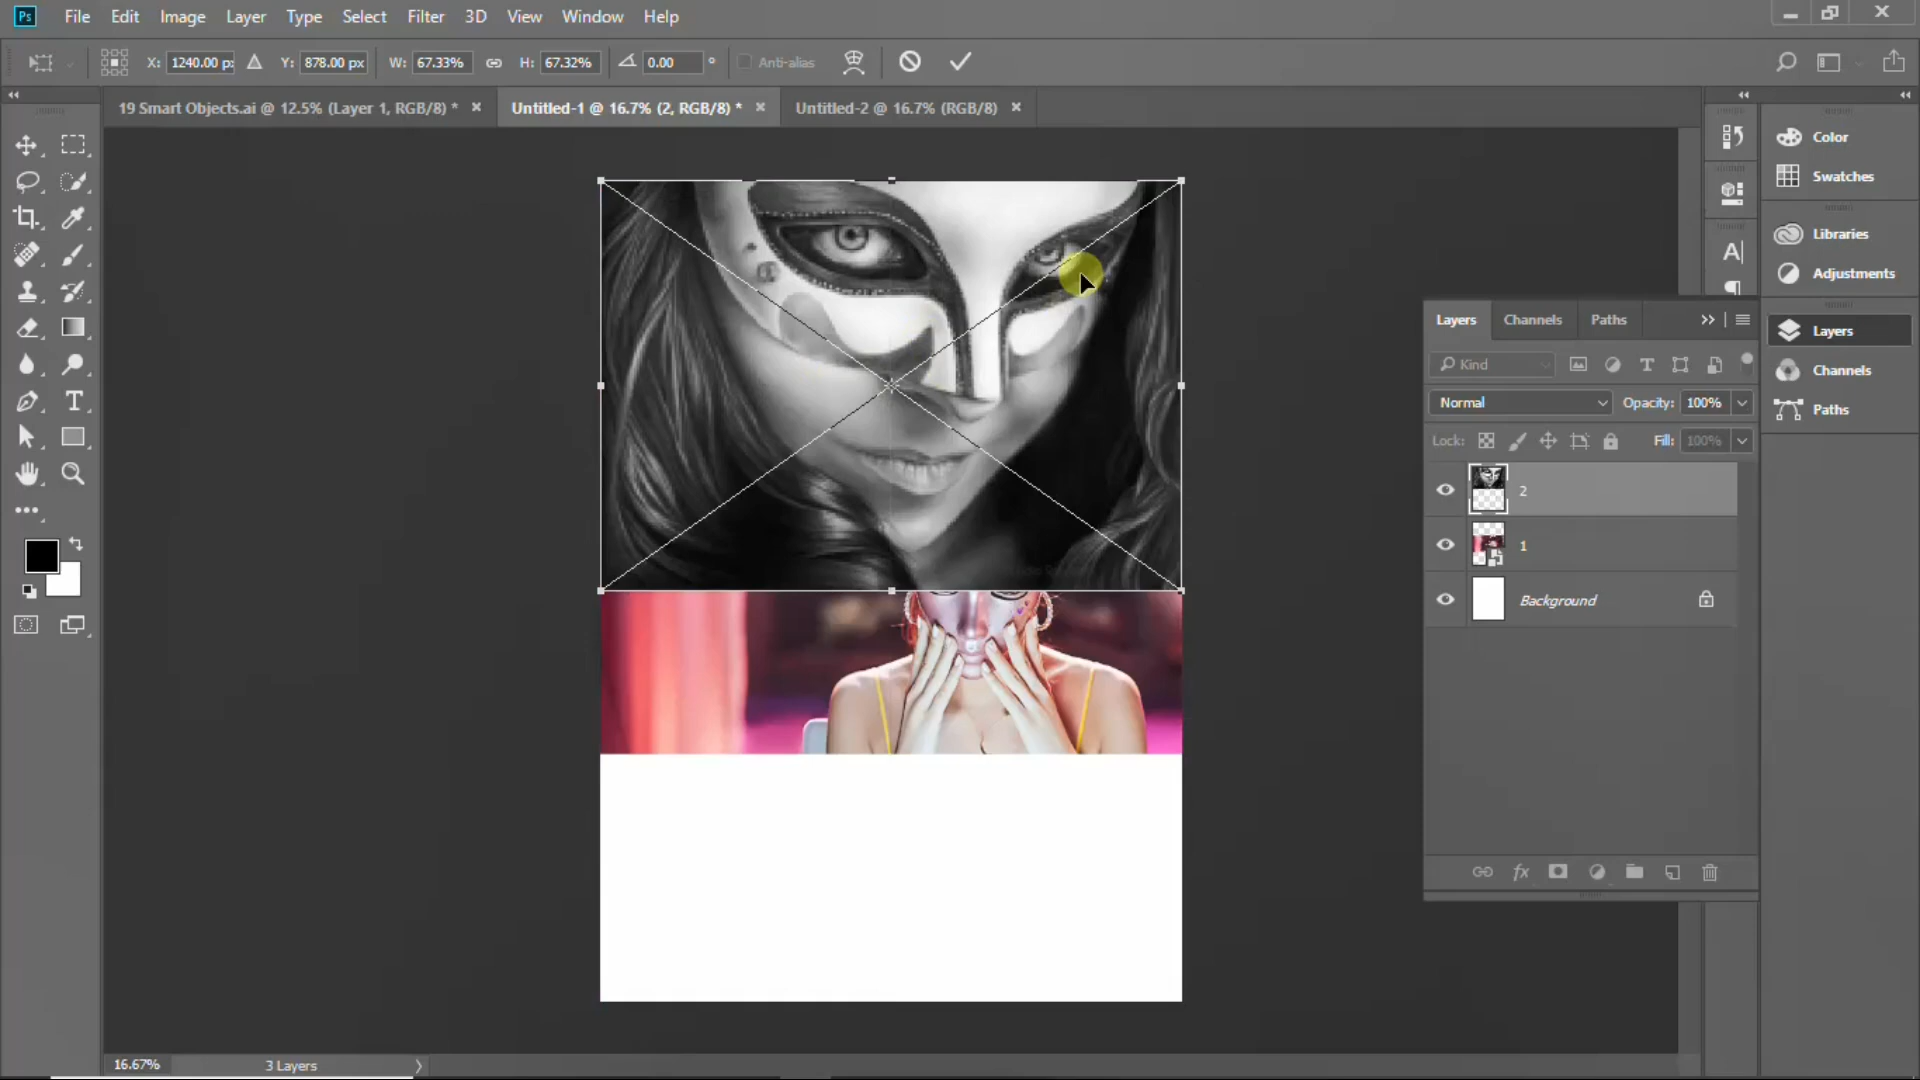 Ps File Edit Image Layer Type Select Filter 3D View Window Help
X: 1240.00 px Y: 878.00 px W: 67.33% H: 67.32% 0.00 ° Anti-alias
19 Smart Objects.ai @ 12.5% (Layer 1, RGB/8) * × Untitled-1 @ 16.7% (2, RGB/8) * × Untitled-2 @ 16.7% (RGB/8) ×
Color
Swatches
Libraries
Adjustments
Layers
Channels
Paths
Layers Channels Paths
Kind
Normal Opacity: 100%
Lock: Fill: 100%
2
1
Background
fx
16.67% 3 Layers